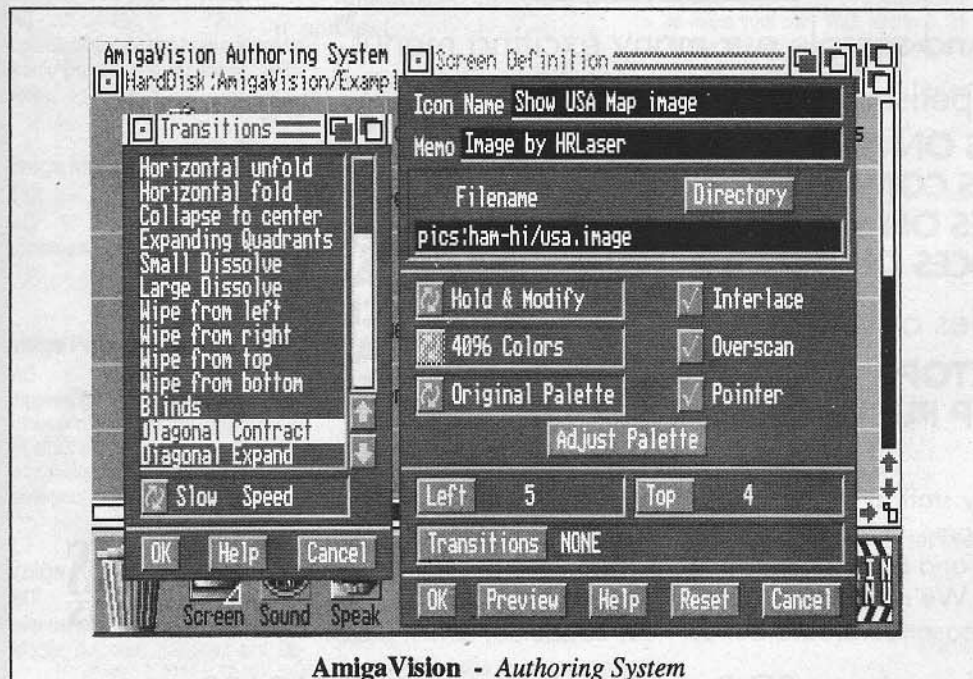 AmigaVision Authoring System
HardDisk:AmigaVision/Exampl
Transitions
Horizontal unfold
Horizontal fold
Collapse to center
Expanding Quadrants
Small Dissolve
Large Dissolve
Wipe from left
Wipe from right
Wipe from top
Wipe from bottom
Blinds
Diagonal Contract
Diagonal Expand
Slow Speed
OK Help Cancel
Screen Definition
Icon Name Show USA Map image
Memo Image by HRLaser
Filename Directory
pics:ham-hi/usa.image
Hold & Modify Interlace
4096 Colors Overscan
Original Palette Pointer
Adjust Palette
Left 5 Top 4
Transitions NONE
OK Preview Help Reset Cancel
Screen Sound Speak
AmigaVision - Authoring System